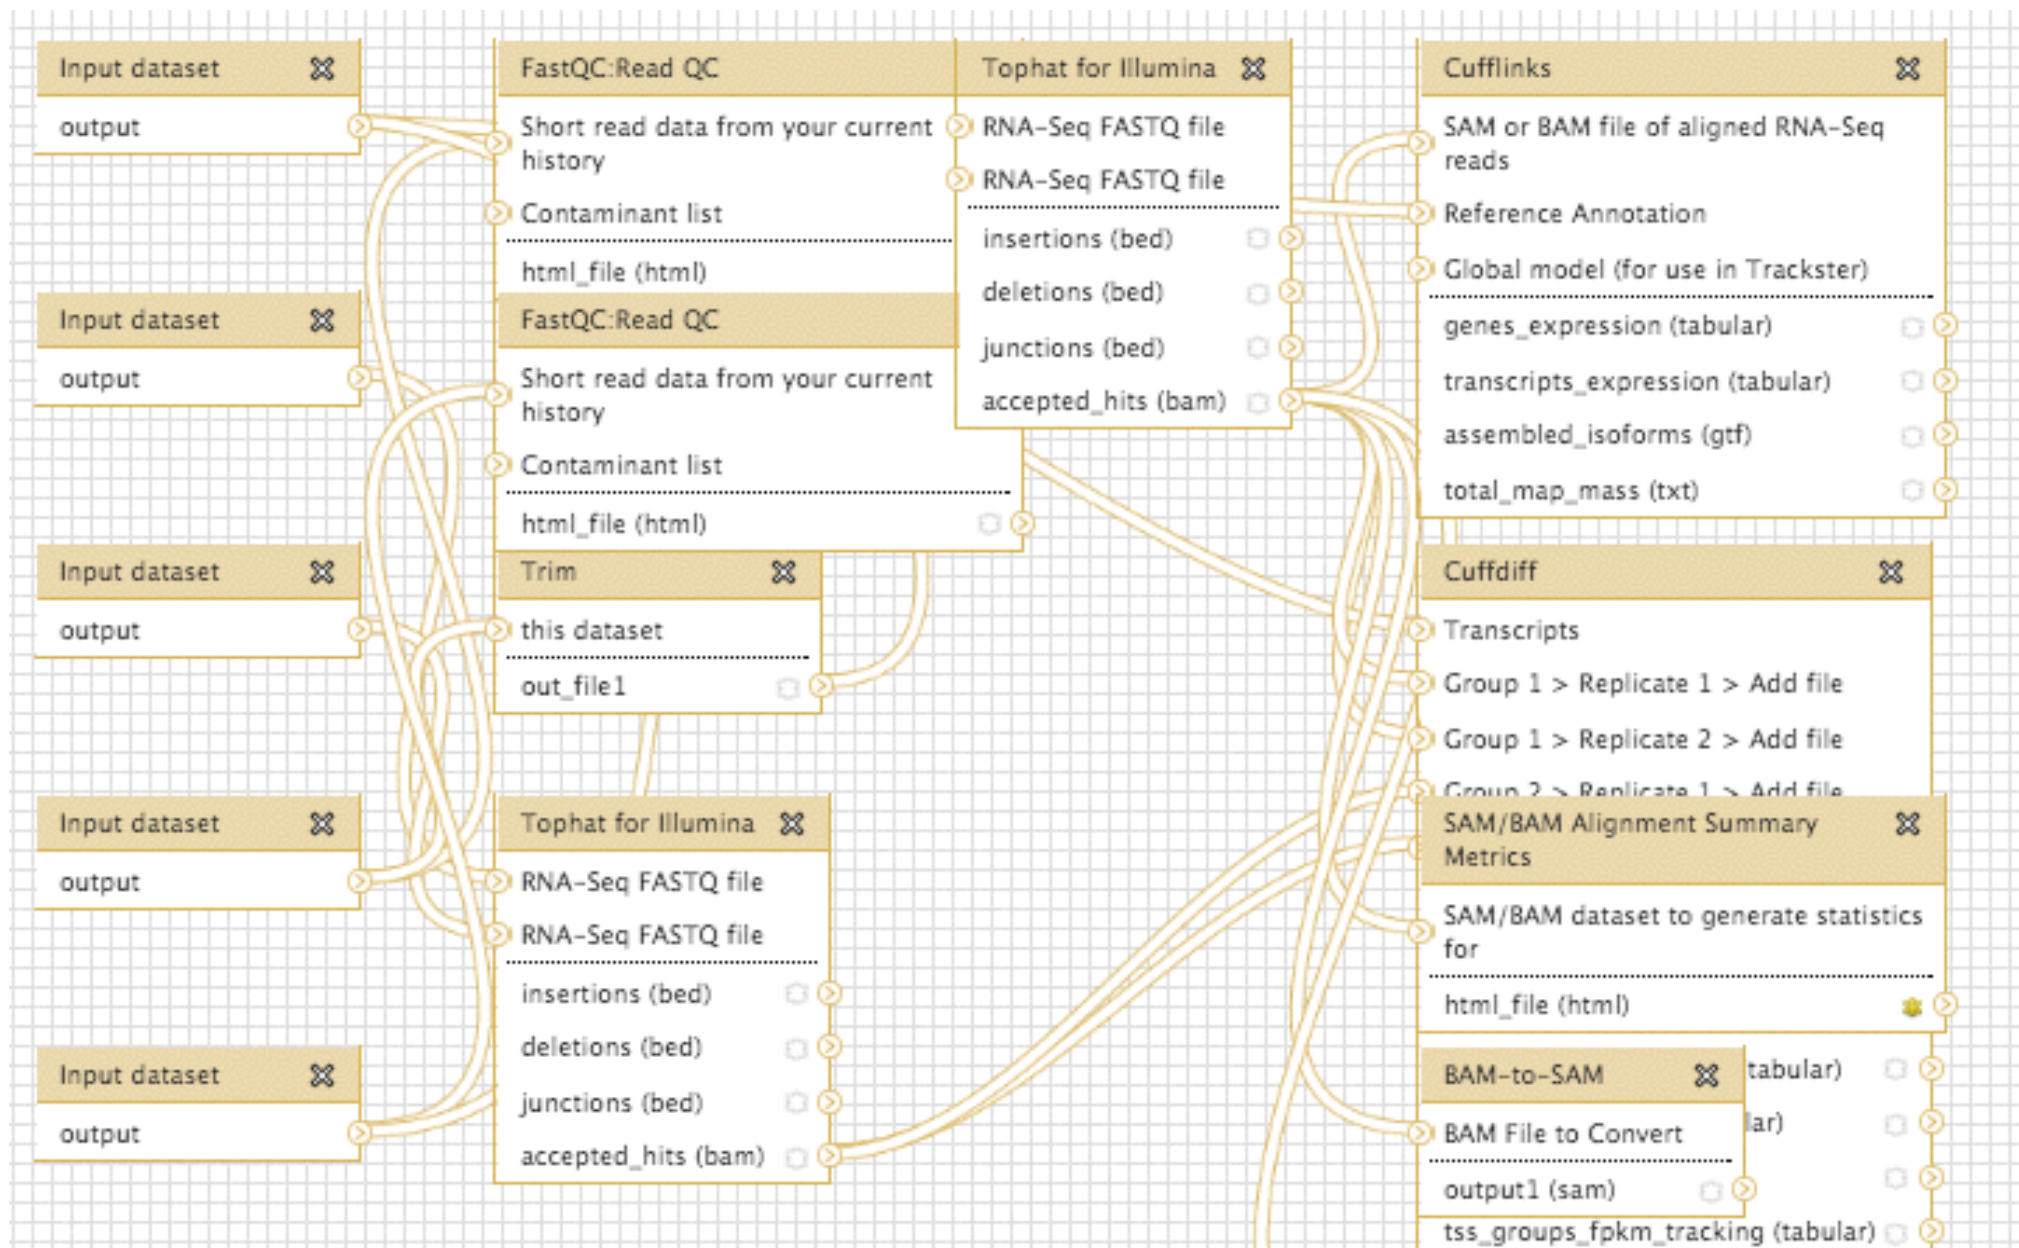 Input dataset
output
Input dataset
output
Input dataset
output
Input dataset
output
Input dataset
output
FastQC:Read QC
Short read data from your current
history
Contaminant list
html_file (html)
FastQC:Read QC
Short read data from your current
history
Contaminant list
html_file (html)
Trim
this dataset
out_file1
Tophat for Illumina
RNA-Seq FASTQ file
RNA-Seq FASTQ file
insertions (bed)
deletions (bed)
junctions (bed)
accepted_hits (bam)
Tophat for Illumina
RNA-Seq FASTQ file
RNA-Seq FASTQ file
insertions (bed)
deletions (bed)
junctions (bed)
accepted_hits (bam)
Cufflinks
SAM or BAM file of aligned RNA-Seq
reads
Reference Annotation
Global model (for use in Trackster)
genes_expression (tabular)
transcripts_expression (tabular)
assembled_isoforms (gtf)
total_map_mass (txt)
Cuffdiff
Transcripts
Group 1 > Replicate 1 > Add file
Group 1 > Replicate 2 > Add file
Group 2 > Replicate 1 > Add file
SAM/BAM Alignment Summary
Metrics
SAM/BAM dataset to generate statistics
for
html_file (html)
BAM-to-SAM
BAM File to Convert
output1 (sam)
tabular)
lar)
tss_groups_fpkm_tracking (tabular)